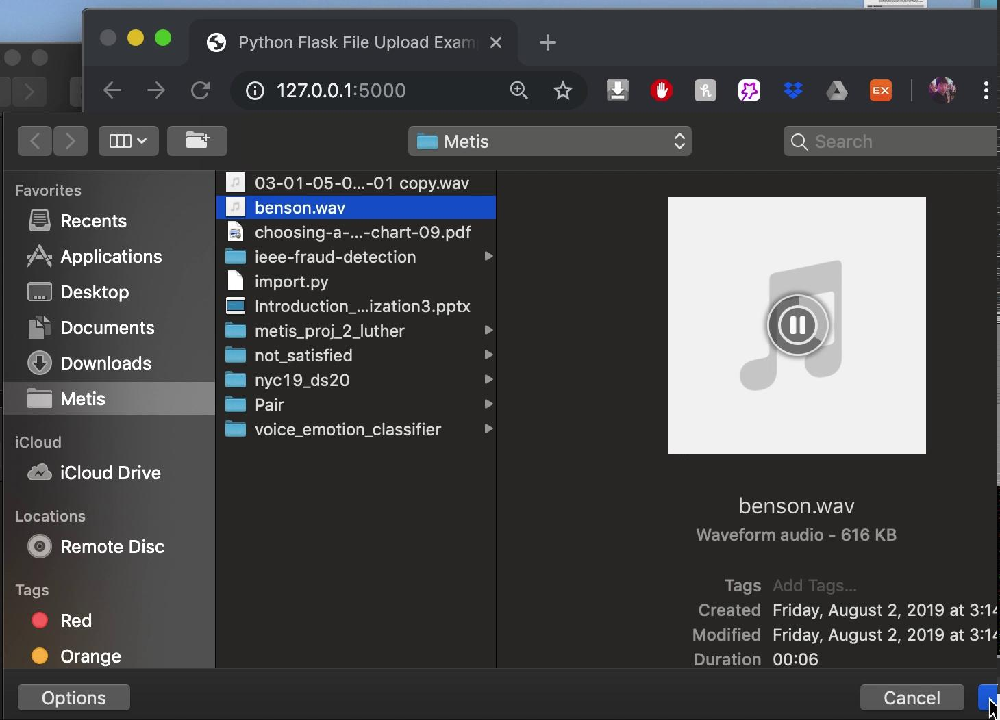 Python Flask File Upload Exam
127.0.0.1:5000
EX
Metis
Search
Favorites
Recents
Applications
Desktop
Documents
Downloads
Metis
iCloud
iCloud Drive
Locations
Remote Disc
Tags
Red
Orange
03-01-05-0...-01 copy.wav
benson.wav
choosing-a-...-chart-09.pdf
ieee-fraud-detection
import.py
Introduction_...ization3.pptx
metis_proj_2_luther
not_satisfied
nyc19_ds20
Pair
voice_emotion_classifier
benson.wav
Waveform audio - 616 KB
Tags Add Tags...
Created Friday, August 2, 2019 at 3:14
Modified Friday, August 2, 2019 at 3:14
Duration 00:06
Options
Cancel